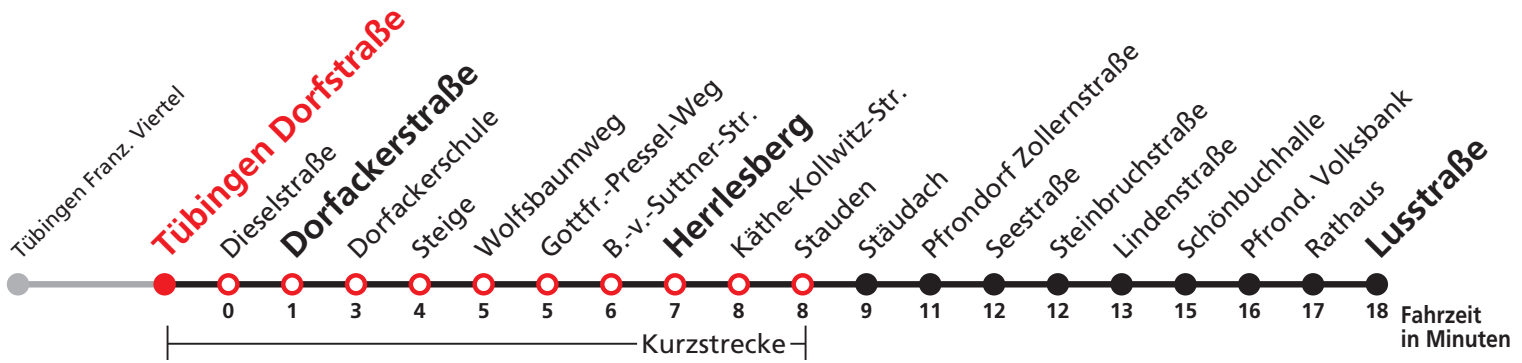 Tübingen Franz. Viertel
Tübingen Dorfstraße
Dieselstraße
Dorfackerstraße
Dorfackerschule
Steige
Wolfsbaumweg
Gottfr.-Pressel-Weg
B.-v.-Suttner-Str.
Herrlesberg
Käthe-Kollwitz-Str.
Stauden
Stäudach
Pfrondorf Zollernstraße
Seestraße
Steinbruchstraße
Lindenstraße
Schönbuchhalle
Pfrond. Volksbank
Rathaus
Lusstraße
0 1 3 4 5 5 6 7 8 8 9 11 12 12 13 15 16 17 18 Fahrzeit
in Minuten
Kurzstrecke